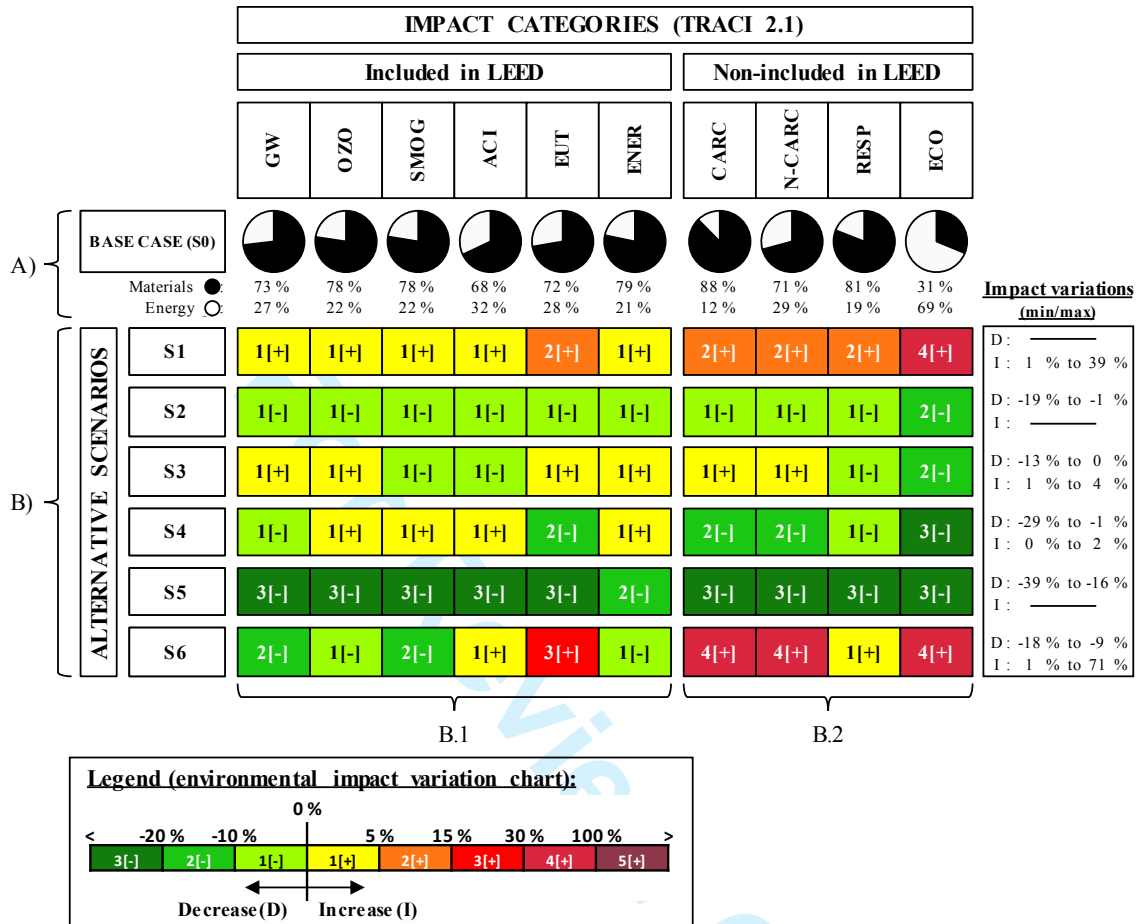 IMPACT CATEGORIES (TRACI 2.1)
Included in LEED Non-included in LEED
GW OZO SMOG ACI EUT ENER CARC N-CARC RESP ECO
A) BASE CASE (S0)
Materials : 73 % 78 % 78 % 68 % 72 % 79 % 88 % 71 % 81 % 31 %
Energy : 27 % 22 % 22 % 32 % 28 % 21 % 12 % 29 % 19 % 69 %
Impact variations
(min/max)
B) ALTERNATIVE SCENARIOS
S1 1[+] 1[+] 1[+] 1[+] 2[+] 1[+] 2[+] 2[+] 2[+] 4[+]
D :
I : 1 % to 39 %
S2 1[-] 1[-] 1[-] 1[-] 1[-] 1[-] 1[-] 1[-] 1[-] 2[-]
D : -19 % to -1 %
I :
S3 1[+] 1[+] 1[-] 1[-] 1[+] 1[+] 1[+] 1[+] 1[-] 2[-]
D : -13 % to 0 %
I : 1 % to 4 %
S4 1[-] 1[+] 1[+] 1[+] 2[-] 1[+] 2[-] 2[-] 1[-] 3[-]
D : -29 % to -1 %
I : 0 % to 2 %
S5 3[-] 3[-] 3[-] 3[-] 3[-] 2[-] 3[-] 3[-] 3[-] 3[-]
D : -39 % to -16 %
I :
S6 2[-] 1[-] 2[-] 1[+] 3[+] 1[-] 4[+] 4[+] 1[+] 4[+]
D : -18 % to -9 %
I : 1 % to 71 %
B.1 B.2
Legend (environmental impact variation chart):
0 %
< -20 % -10 % 5 % 15 % 30 % 100 % >
3[-] 2[-] 1[-] 1[+] 2[+] 3[+] 4[+] 5[+]
Decrease (D) Increase (I)